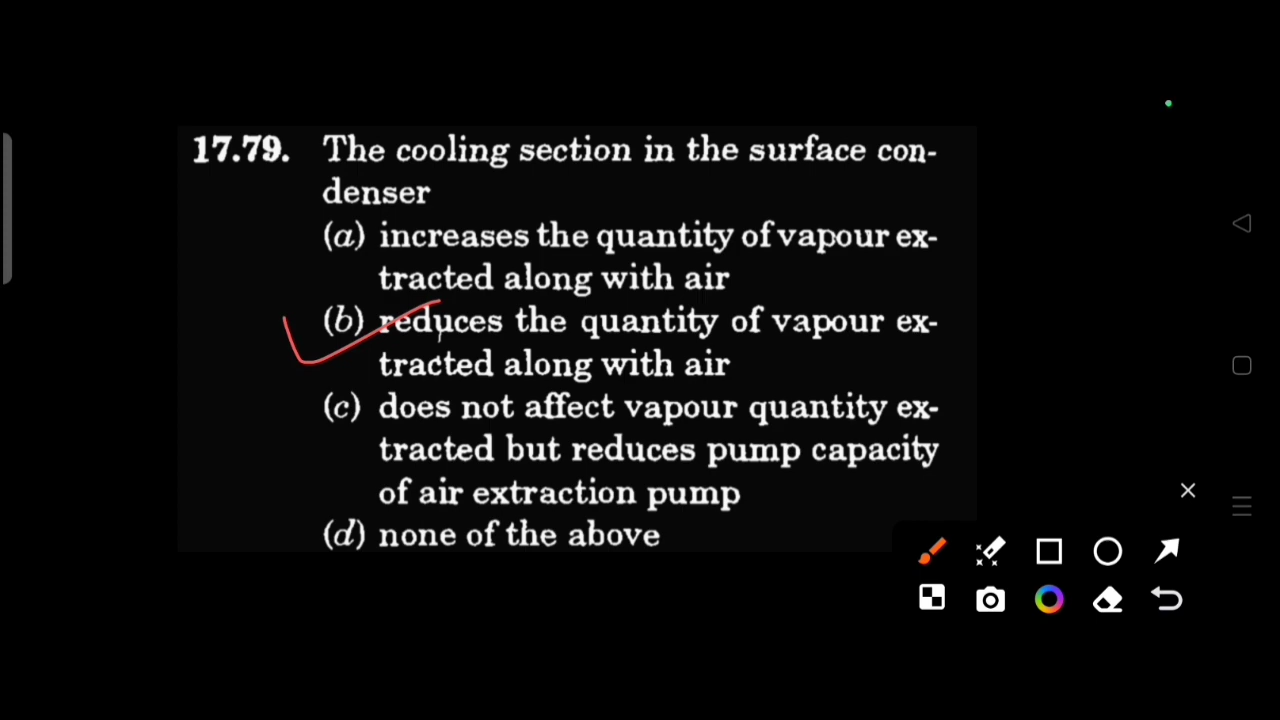 17.79. The cooling section in the surface con-
denser
(a) increases the quantity of vapour ex-
tracted along with air
(b) reduces the quantity of vapour ex-
tracted along with air
(c) does not affect vapour quantity ex-
tracted but reduces pump capacity
of air extraction pump
(d) none of the above